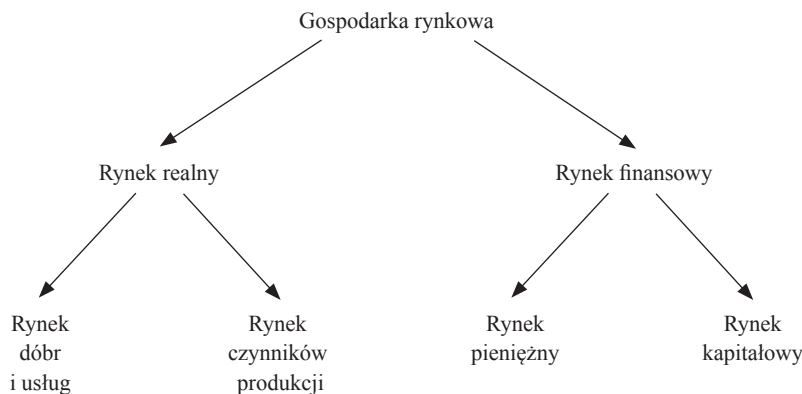 Gospodarka rynkowa
Rynek realny
Rynek finansowy
Rynek
dóbr
i usług
Rynek
czynników
produkcji
Rynek
pieniężny
Rynek
kapitałowy